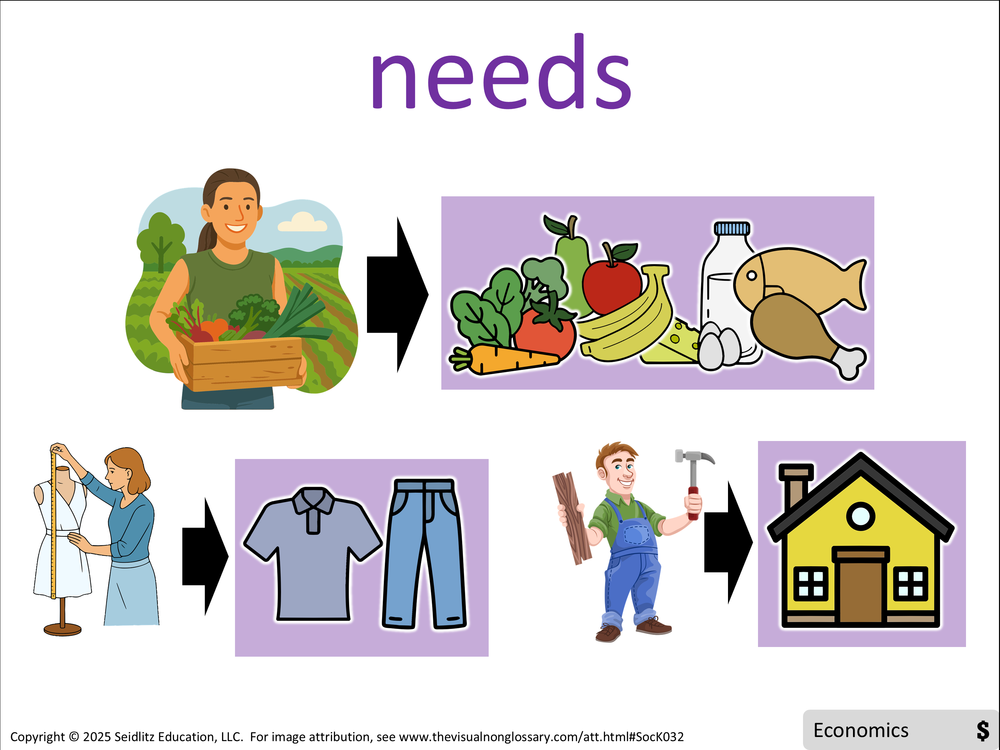 needs
Copyright © 2025 Seidlitz Education, LLC.  For image attribution, see www.thevisualnonglossary.com/att.html#SocK032
Economics $